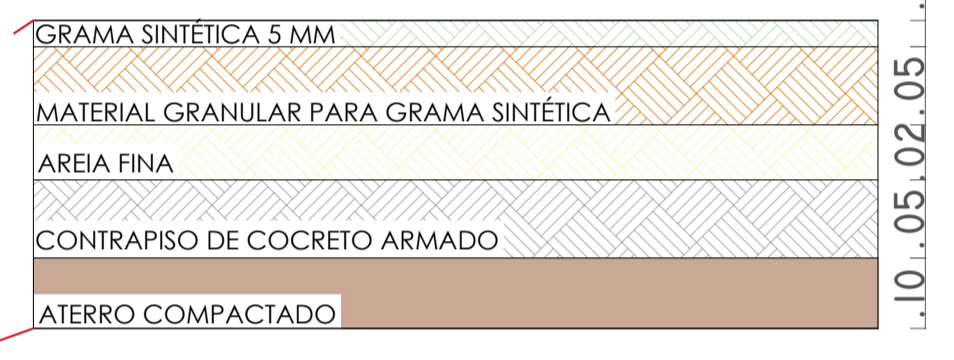 GRAMA SINTÉTICA 5 MM
MATERIAL GRANULAR PARA GRAMA SINTÉTICA
AREIA FINA
CONTRAPISO DE COCRETO ARMADO
ATERRO COMPACTADO
.10
.05
.02
.05